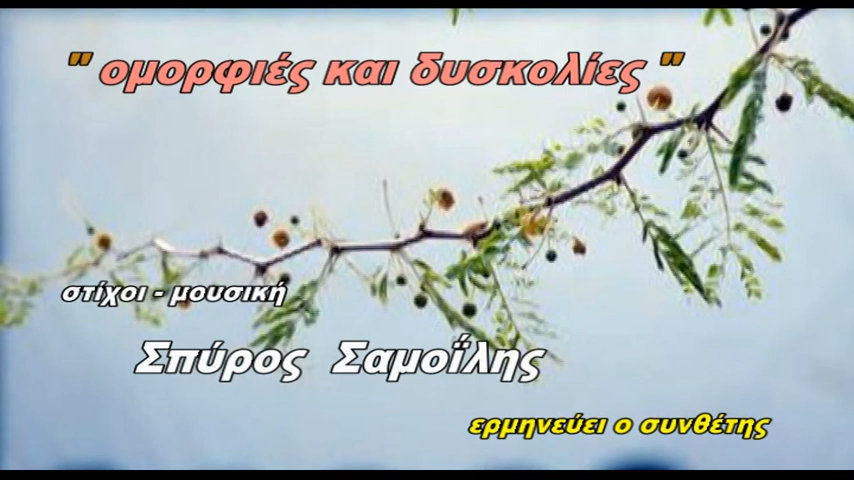 " ομορφιές και δυσκολίες "
στίχοι - μουσική
Σπύρος Σαμοΐλης
ερμηνεύει ο συνθέτης